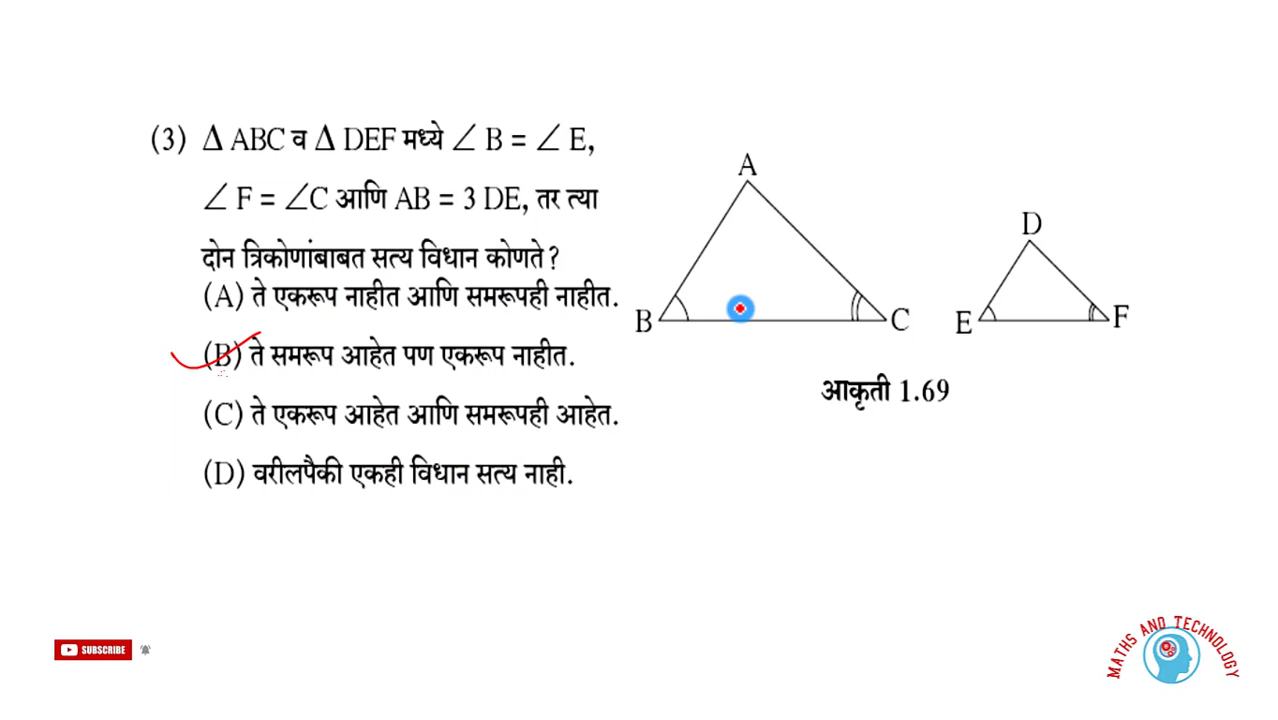 (3) Δ ABC व Δ DEF मध्ये ∠ B = ∠ E,
∠ F = ∠C आणि AB = 3 DE, तर त्या
दोन त्रिकोणांबाबत सत्य विधान कोणते?
(A) ते एकरूप नाहीत आणि समरूपही नाहीत.
(B) ते समरूप आहेत पण एकरूप नाहीत.
(C) ते एकरूप आहेत आणि समरूपही आहेत.
(D) वरीलपैकी एकही विधान सत्य नाही.
A
B
C
D
E
F
आकृती 1.69
SUBSCRIBE
MATHS AND TECHNOLOGY